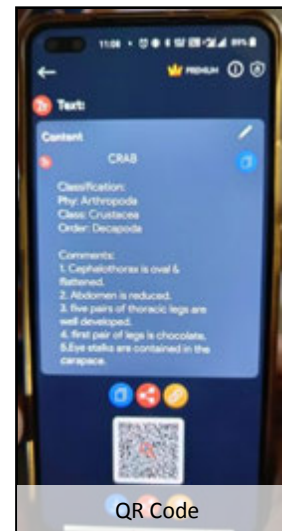 11:08
PREMIUM
Text:
Content
CRAB
Classification:
Phy: Arthropoda
Class: Crustacea
Order: Decapoda
Comments:
1. Cephalothorax is oval &
flattened.
2. Abdomen is reduced.
3. five pairs of thoracic legs are
well developed.
4. first pair of legs is chocolate.
5.Eye stalks are contained in the
carapace.
QR Code